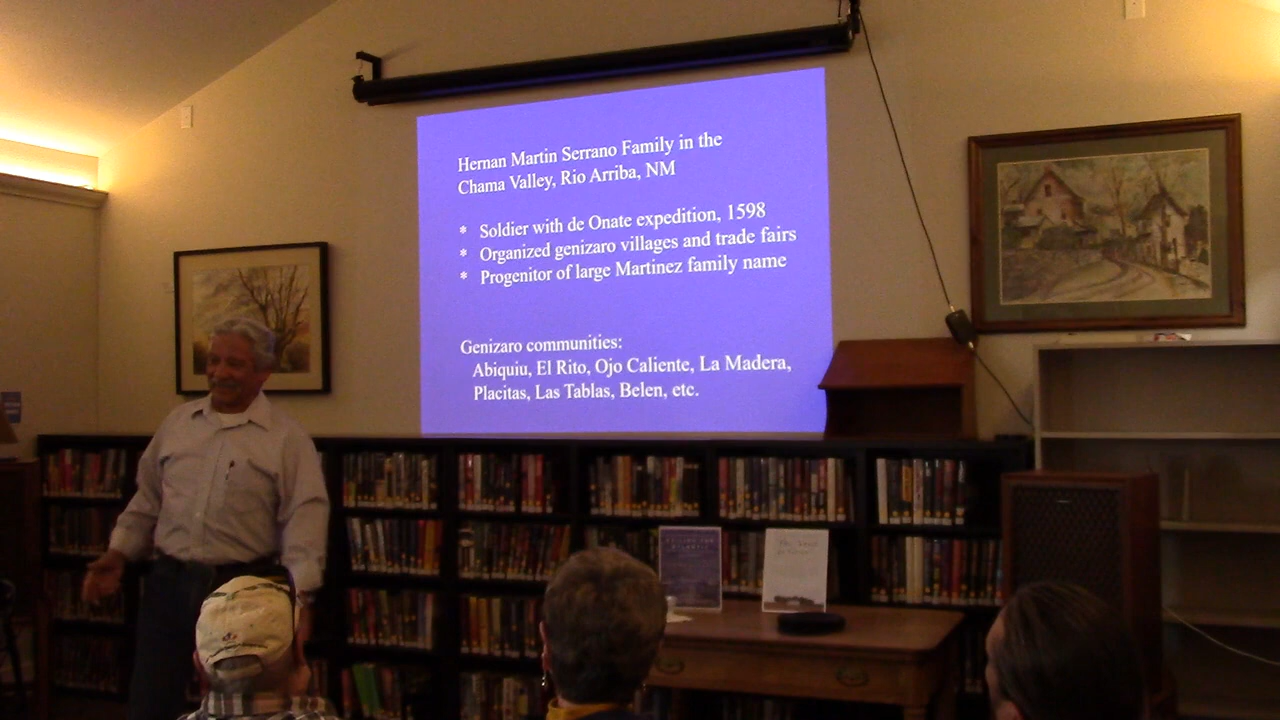 Hernan Martin Serrano Family in the
Chama Valley, Rio Arriba, NM
* Soldier with de Onate expedition, 1598
* Organized genizaro villages and trade fairs
* Progenitor of large Martinez family name
Genizaro communities:
Abiquiu, El Rito, Ojo Caliente, La Madera,
Placitas, Las Tablas, Belen, etc.